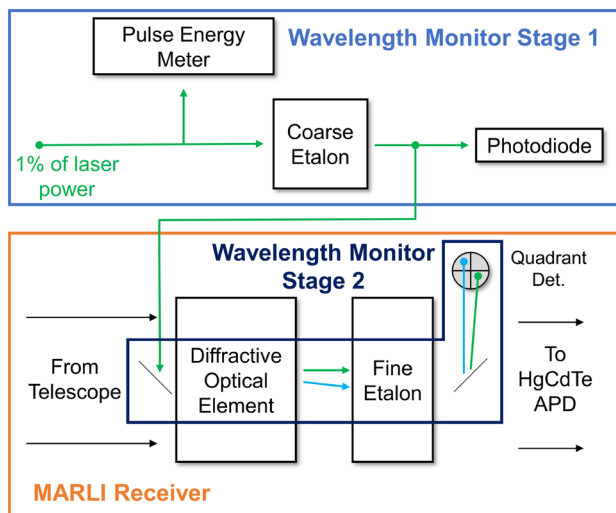 Pulse Energy
Meter
Wavelength Monitor Stage 1
1% of laser
power
Coarse
Etalon
Photodiode
Wavelength Monitor
Stage 2
Quadrant
Det.
From
Telescope
Diffractive
Optical
Element
Fine
Etalon
To
HgCdTe
APD
MARLI Receiver